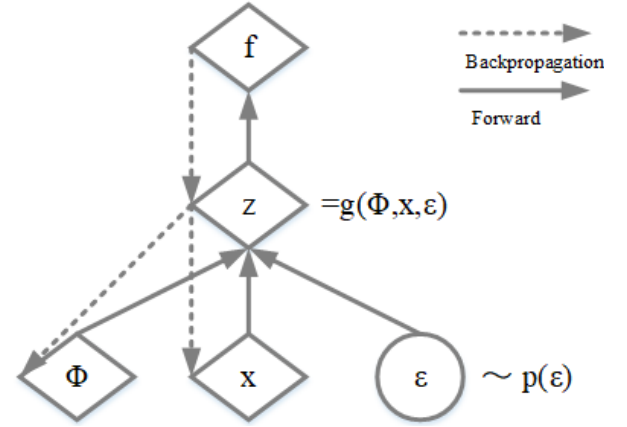 f
Backpropagation
Forward
z =g(Φ,x,ε)
Φ x ε ~ p(ε)